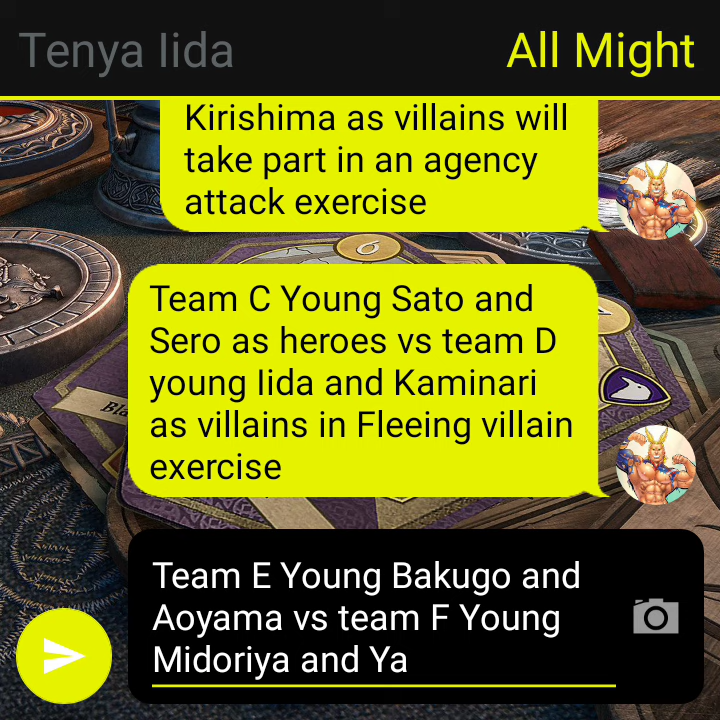 Tenya Iida
All Might
Kirishima as villains will
take part in an agency
attack exercise
Team C Young Sato and
Sero as heroes vs team D
young Iida and Kaminari
as villains in Fleeing villain
exercise
Bla
Team E Young Bakugo and
Aoyama vs team F Young
Midoriya and Ya